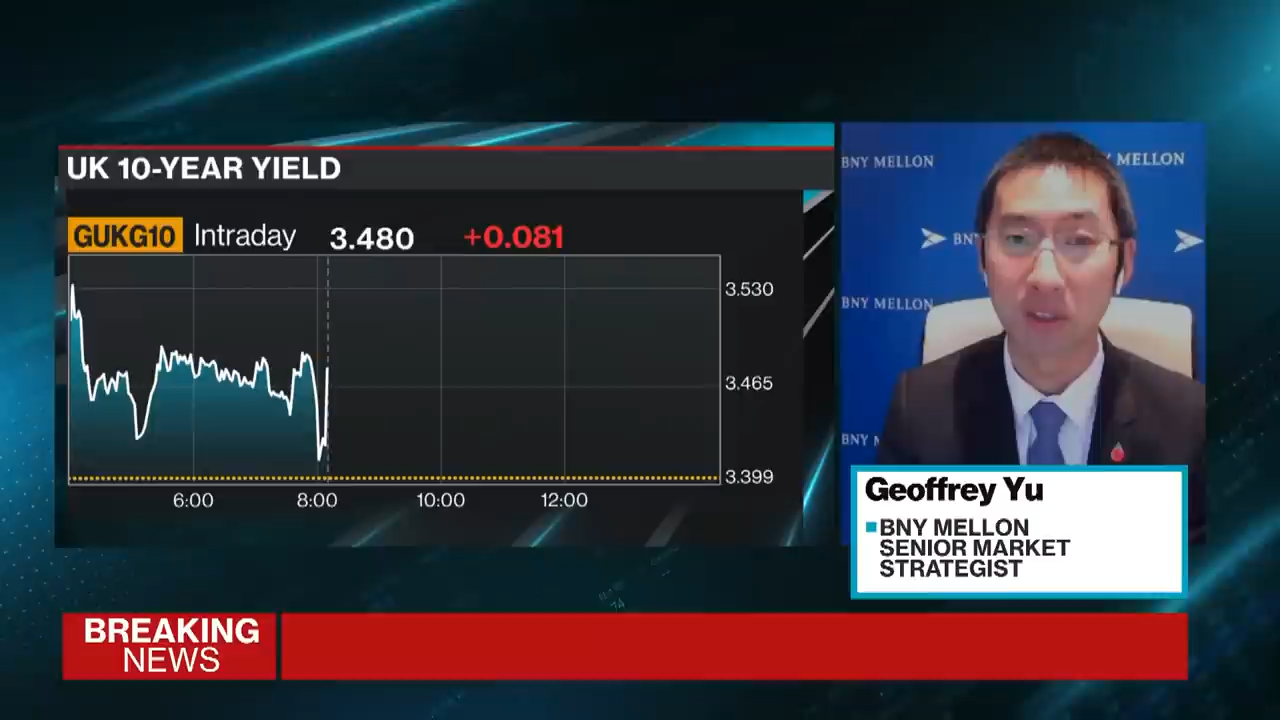 UK 10-YEAR YIELD
GUKG10 Intraday 3.480 +0.081
3.530
3.465
3.399
6:00 8:00 10:00 12:00
BNY MELLON
MELLON
BNY
BNY MELLON
BNY
Geoffrey Yu
BNY MELLON
SENIOR MARKET
STRATEGIST
BREAKING
NEWS